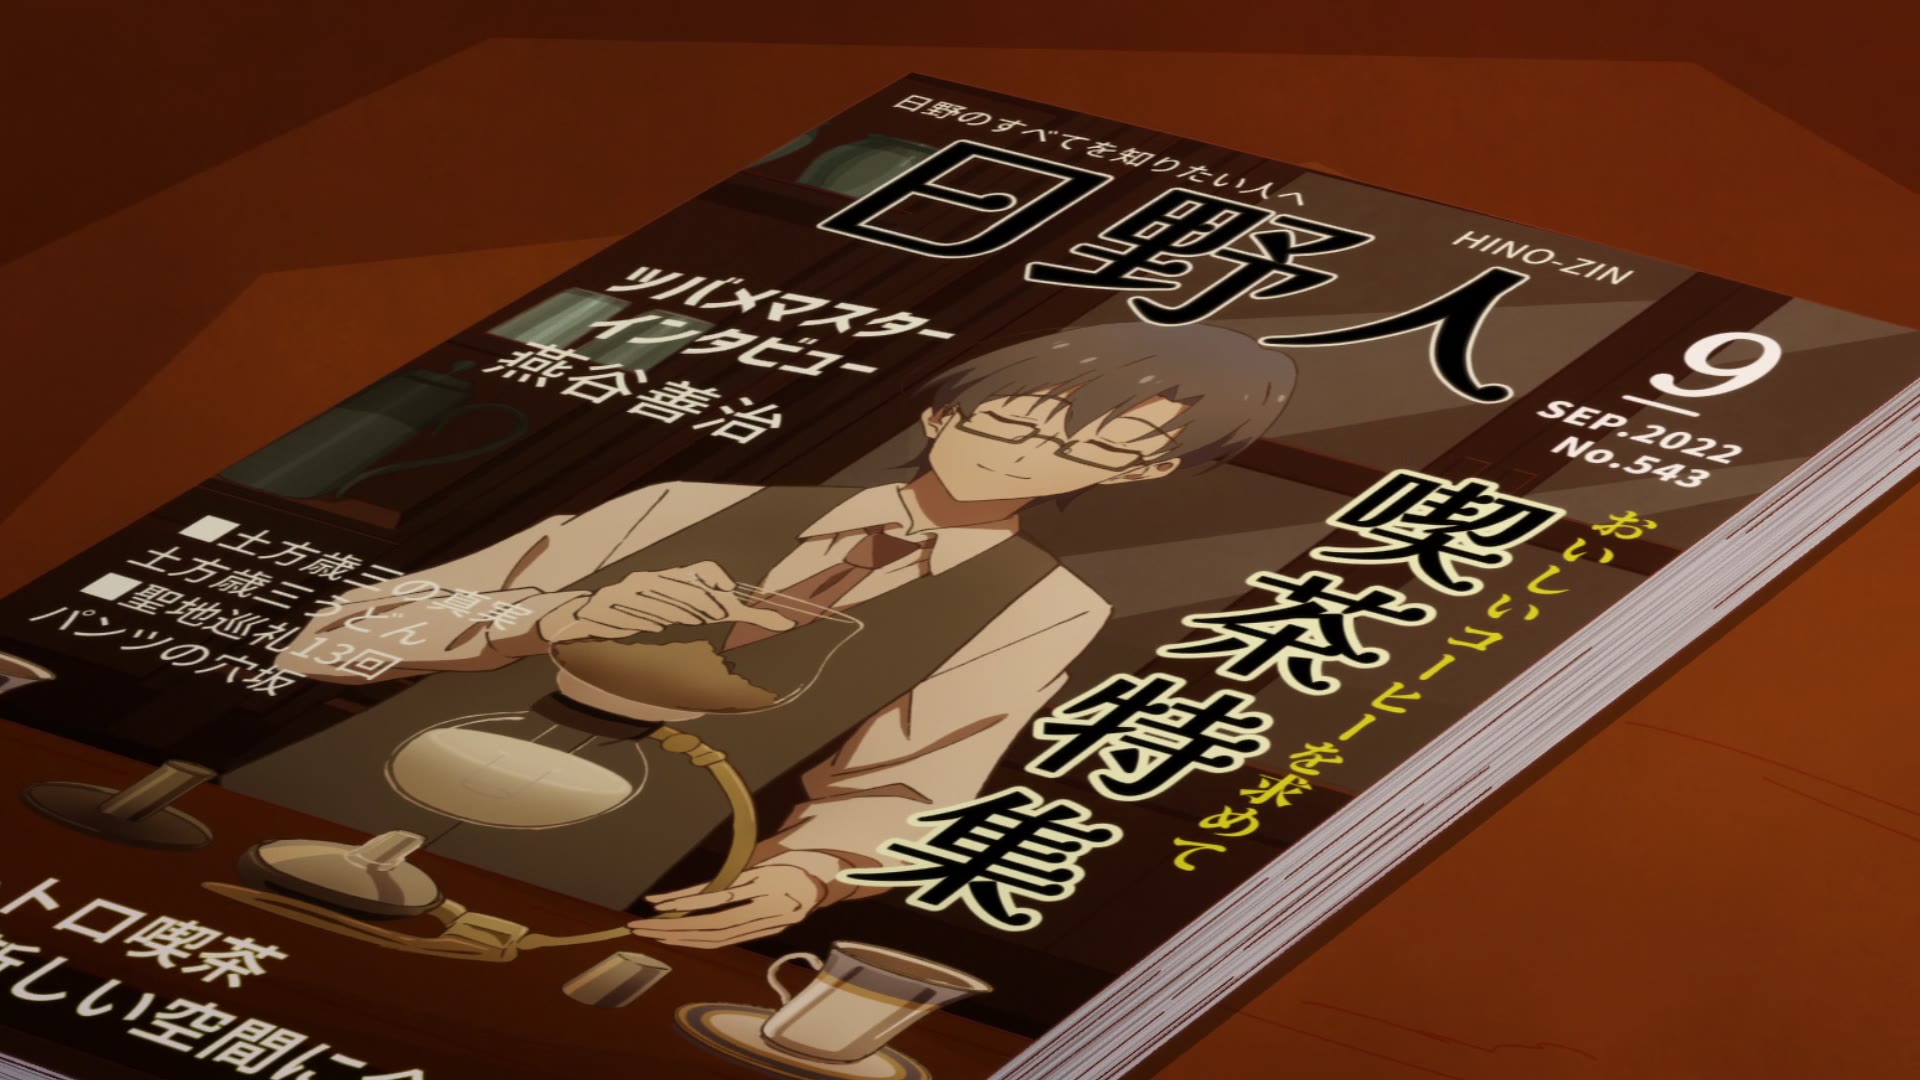 日野のすべてを知りたい人へ
日野人
HINO-ZIN
9
SEP.2022
No.543
ツバメマスター
インタビュー
燕谷善治
おいしいコーヒーを求めて
喫茶特集
■土方歳三の真実
土方歳三うどん
■聖地巡礼13回
パンツの穴坂
トロ喫茶
新しい空間に